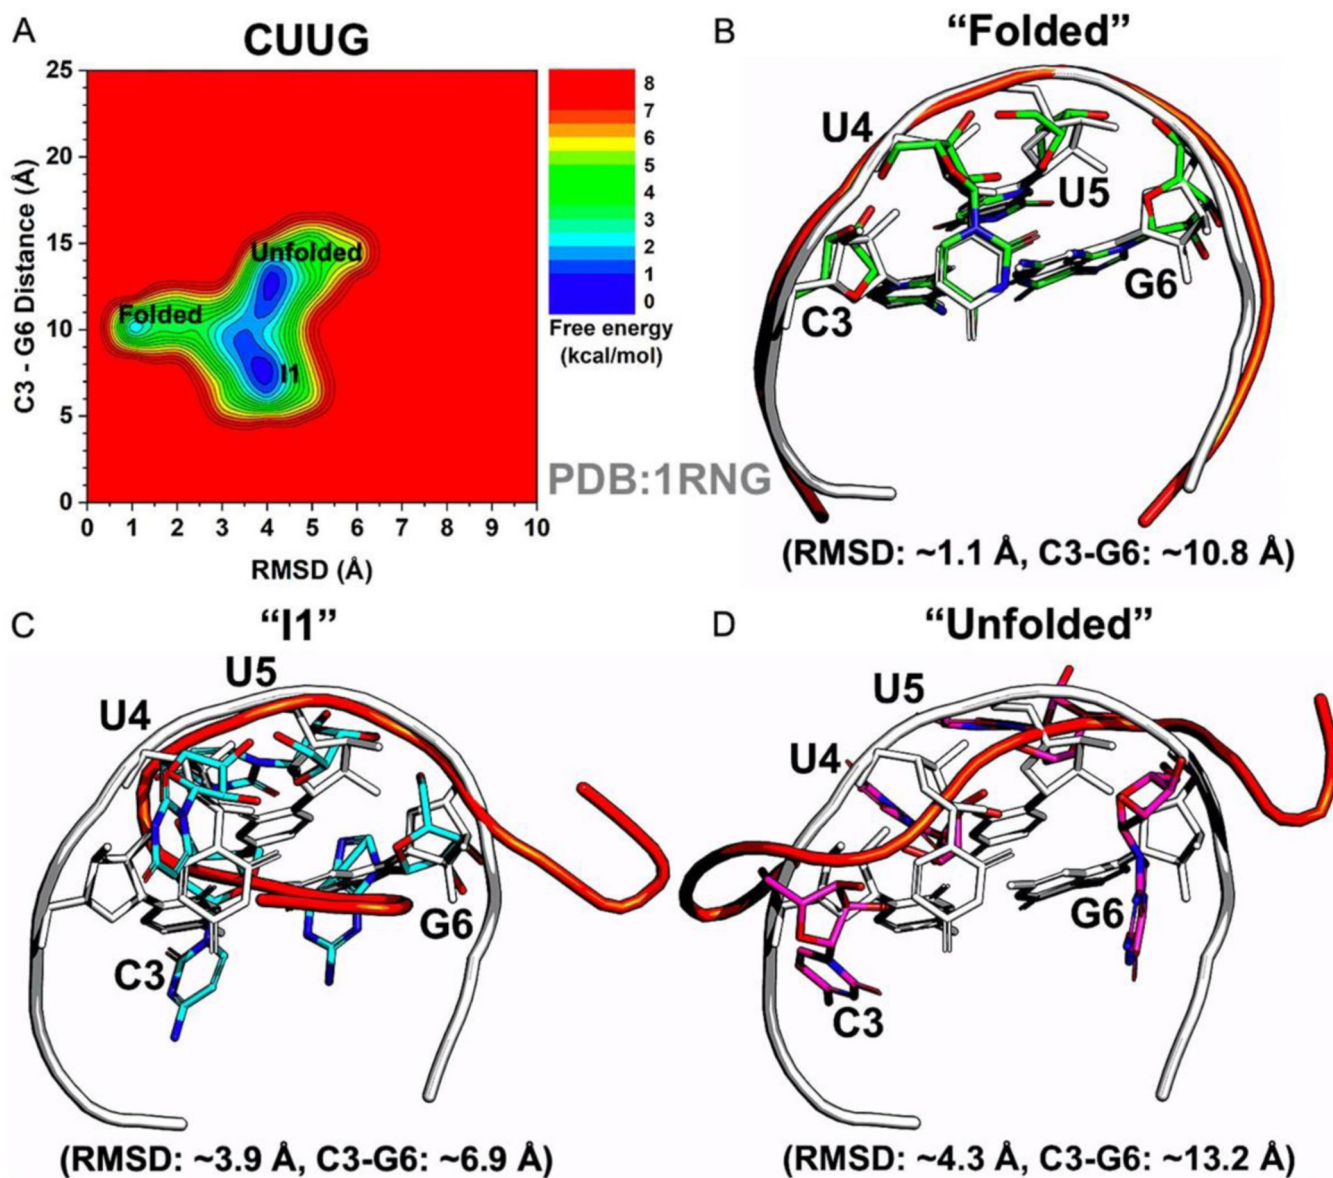 A
CUUG
25
20
15
10
5
0
C3 - G6 Distance (Å)
Unfolded
Folded
I1
0 1 2 3 4 5 6 7 8 9 10
RMSD (Å)
8
7
6
5
4
3
2
1
0
Free energy
(kcal/mol)
PDB:1RNG
B
“Folded”
U4
U5
C3
G6
(RMSD: ~1.1 Å, C3-G6: ~10.8 Å)
C
“I1”
U5
U4
G6
C3
(RMSD: ~3.9 Å, C3-G6: ~6.9 Å)
D
“Unfolded”
U5
U4
G6
C3
(RMSD: ~4.3 Å, C3-G6: ~13.2 Å)